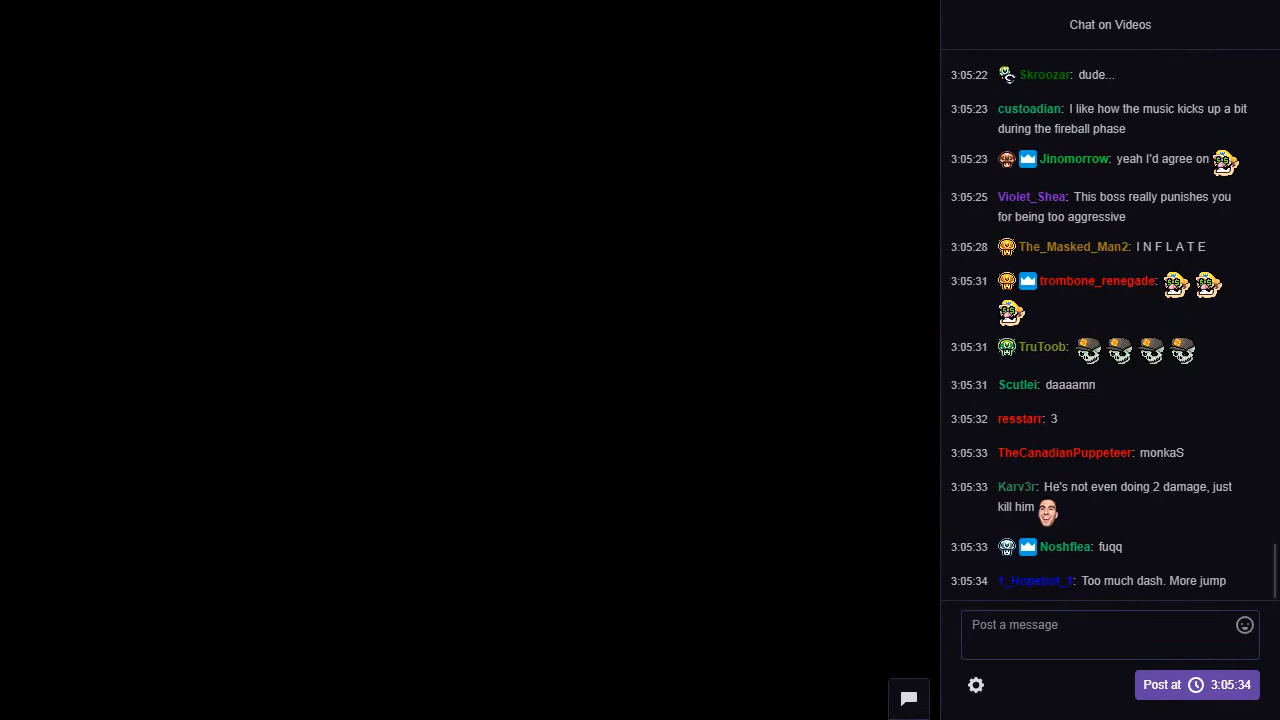 Chat on Videos
3:05:22 Skroozar: dude...
3:05:23 custoadian: I like how the music kicks up a bit
during the fireball phase
3:05:23 Jinomorrow: yeah I'd agree on
3:05:25 Violet_Shea: This boss really punishes you
for being too aggressive
3:05:28 The_Masked_Man2: I N F L A T E
3:05:31 trombone_renegade:
3:05:31 TruToob:
3:05:31 Scutlei: daaaamn
3:05:32 resstarr: 3
3:05:33 TheCanadianPuppeteer: monkaS
3:05:33 Karv3r: He's not even doing 2 damage, just
kill him
3:05:33 Noshflea: fuqq
3:05:34 1_Hopebot_1: Too much dash. More jump
Post a message
Post at 3:05:34